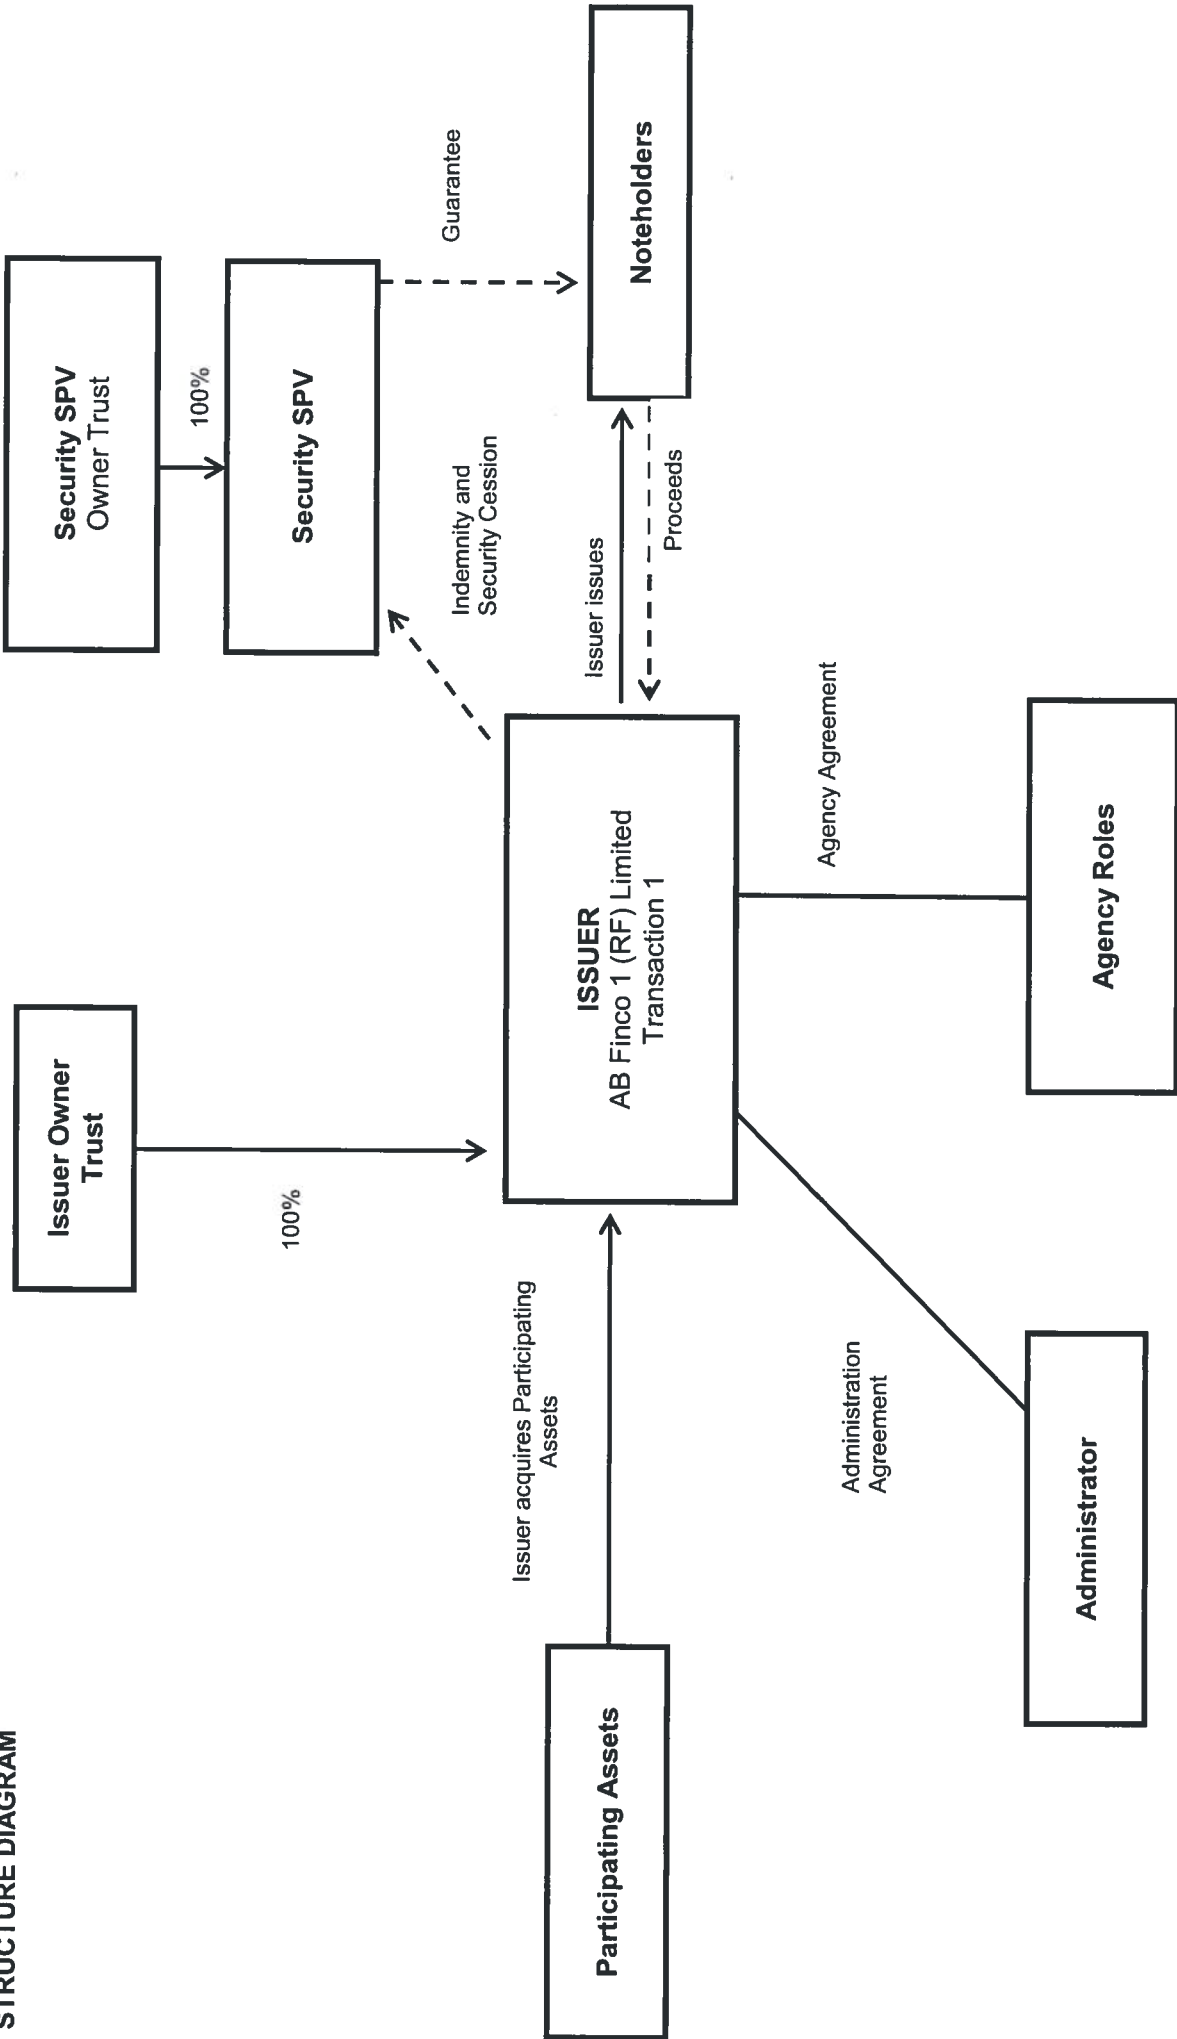 STRUCTURE DIAGRAM
Issuer Owner
Trust
100%
Security SPV
Owner Trust
100%
Security SPV
Guarantee
Indemnity and
Security Cession
Issuer acquires Participating
Assets
Participating Assets
ISSUER
AB Finco 1 (RF) Limited
Transaction 1
Issuer issues
Proceeds
Noteholders
Administration
Agreement
Agency Agreement
Administrator
Agency Roles